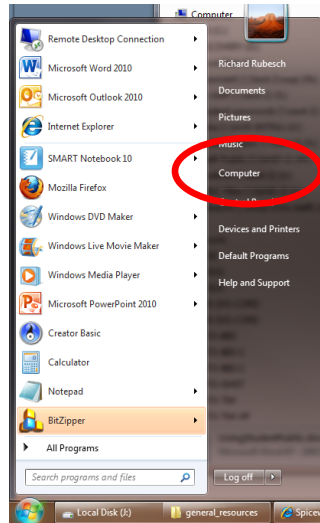 Computer
Remote Desktop Connection
Microsoft Word 2010
Microsoft Outlook 2010
Internet Explorer
SMART Notebook 10
Mozilla Firefox
Windows DVD Maker
Windows Live Movie Maker
Windows Media Player
Microsoft PowerPoint 2010
Creator Basic
Calculator
Notepad
BitZipper
All Programs
Search programs and files
Richard Rubesch
Documents
Pictures
Music
Computer
Devices and Printers
Default Programs
Help and Support
Log off
Local Disk (J:)
general_resources